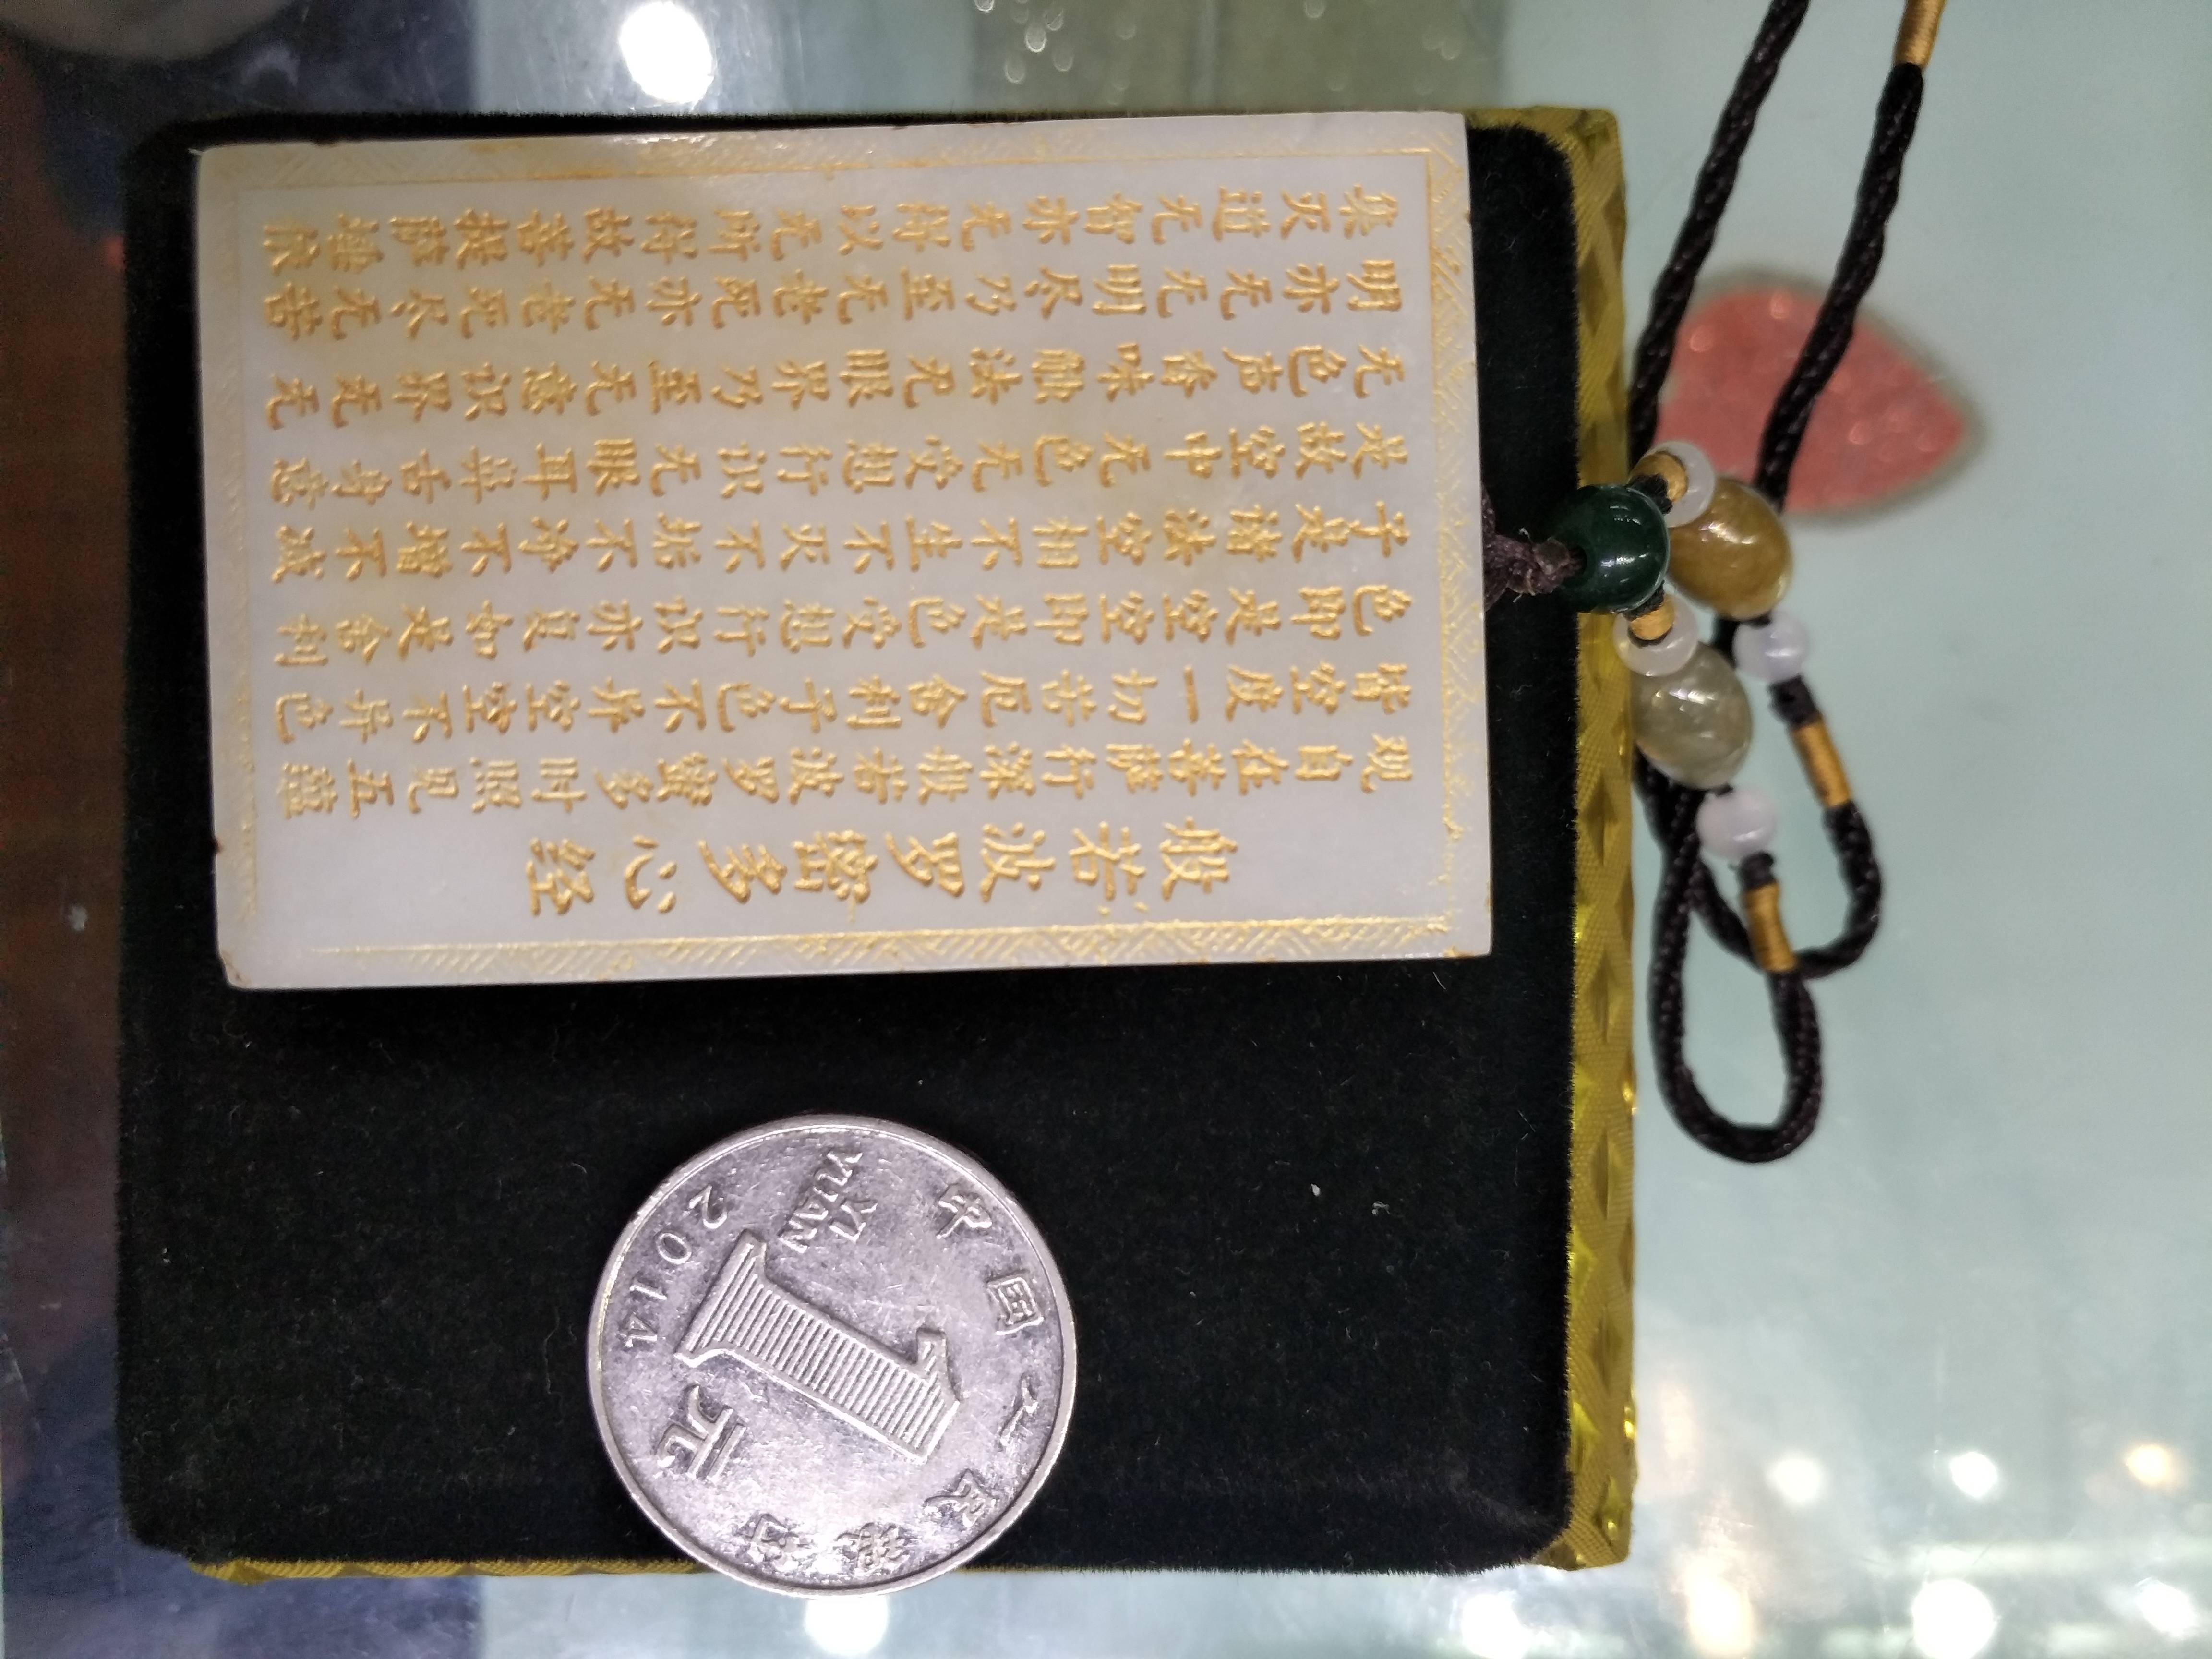 般若波罗密多心经
观自在菩萨行深般若波罗蜜多时照见五蕴
皆空度一切苦厄舍利子色不异空空不异色
色即是空空即是色受想行识亦复如是舍利
子是诸法空相不生不灭不垢不净不增不减
是故空中无色无受想行识无眼耳鼻舌身意
无色声香味触法无眼界乃至无意识界无无
明亦无无明尽乃至无老死亦无老死尽无苦
集灭道无智亦无得以无所得故菩提萨埵依
中国人民银行
1元
YI
YUAN
2014